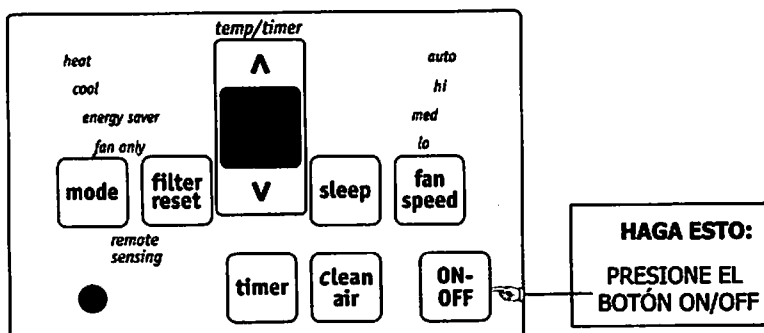 temp/timer
heat
cool
energy saver
fan only
auto
hi
med
lo
mode
filter
reset
sleep
fan
speed
remote
sensing
timer
clean
air
ON-
OFF
HAGA ESTO:
PRESIONE EL
BOTÓN ON/OFF